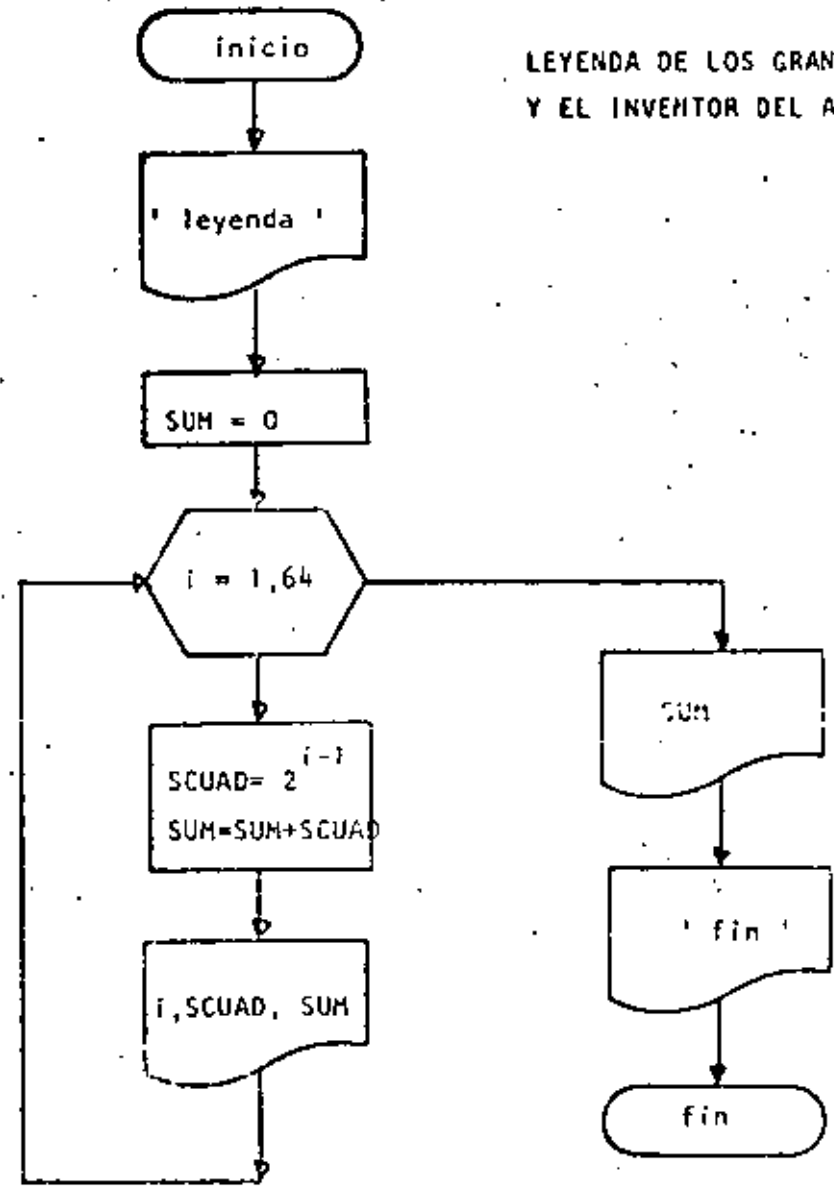 inicio
LEYENDA DE LOS GRAN
Y EL INVENTOR DEL A
' leyenda '
SUM = 0
i = 1,64
SCUAD= 2^{i-1}
SUM=SUM+SCUAD
i,SCUAD, SUM
SUM
' fin '
fin